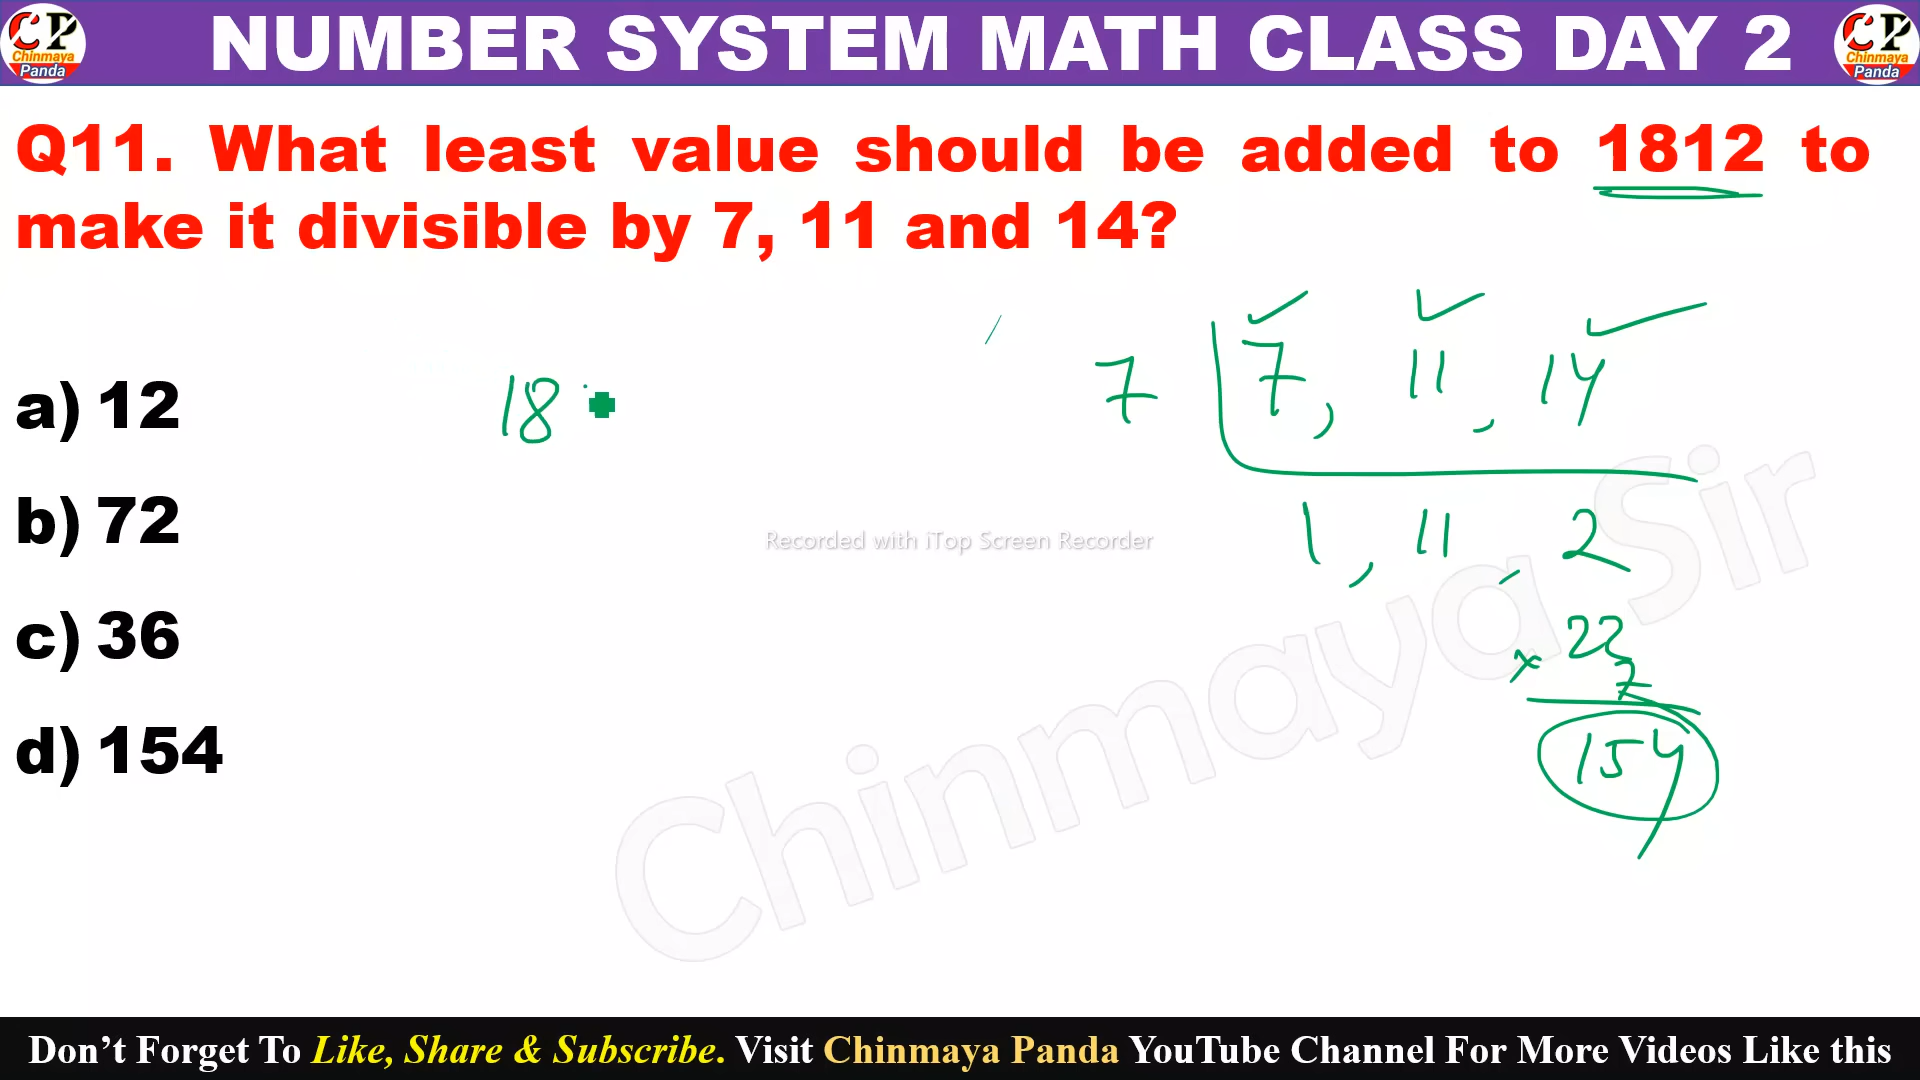 CP
Chinmaya
Panda
NUMBER SYSTEM MATH CLASS DAY 2
CP
Chinmaya
Panda
Q11. What least value should be added to 1812 to
make it divisible by 7, 11 and 14?
a) 12
b) 72
c) 36
d) 154
18
7 7, 11, 14
1, 11, 2
22
× 7
154
Recorded with iTop Screen Recorder
Chinmaya Sir
Don't Forget To Like, Share & Subscribe. Visit Chinmaya Panda YouTube Channel For More Videos Like this